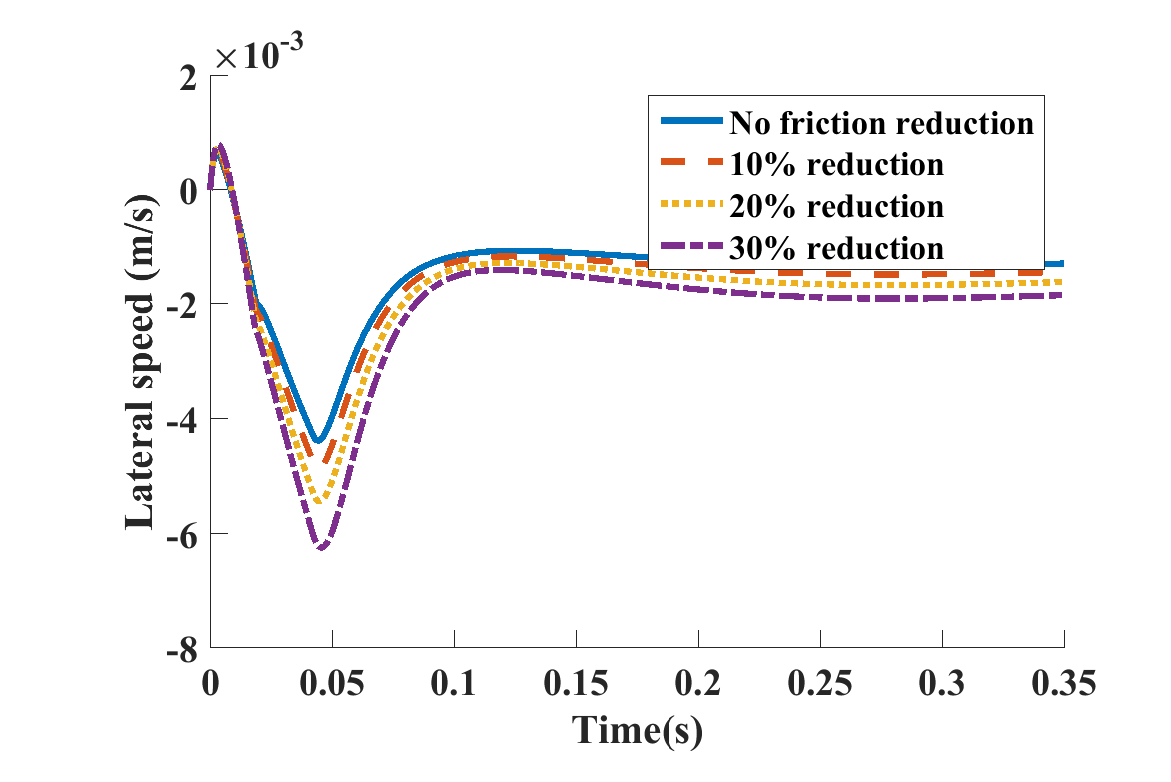 ×10-3
2
0
-2
-4
-6
-8
Lateral speed (m/s)
No friction reduction
10% reduction
20% reduction
30% reduction
0 0.05 0.1 0.15 0.2 0.25 0.3 0.35
Time(s)